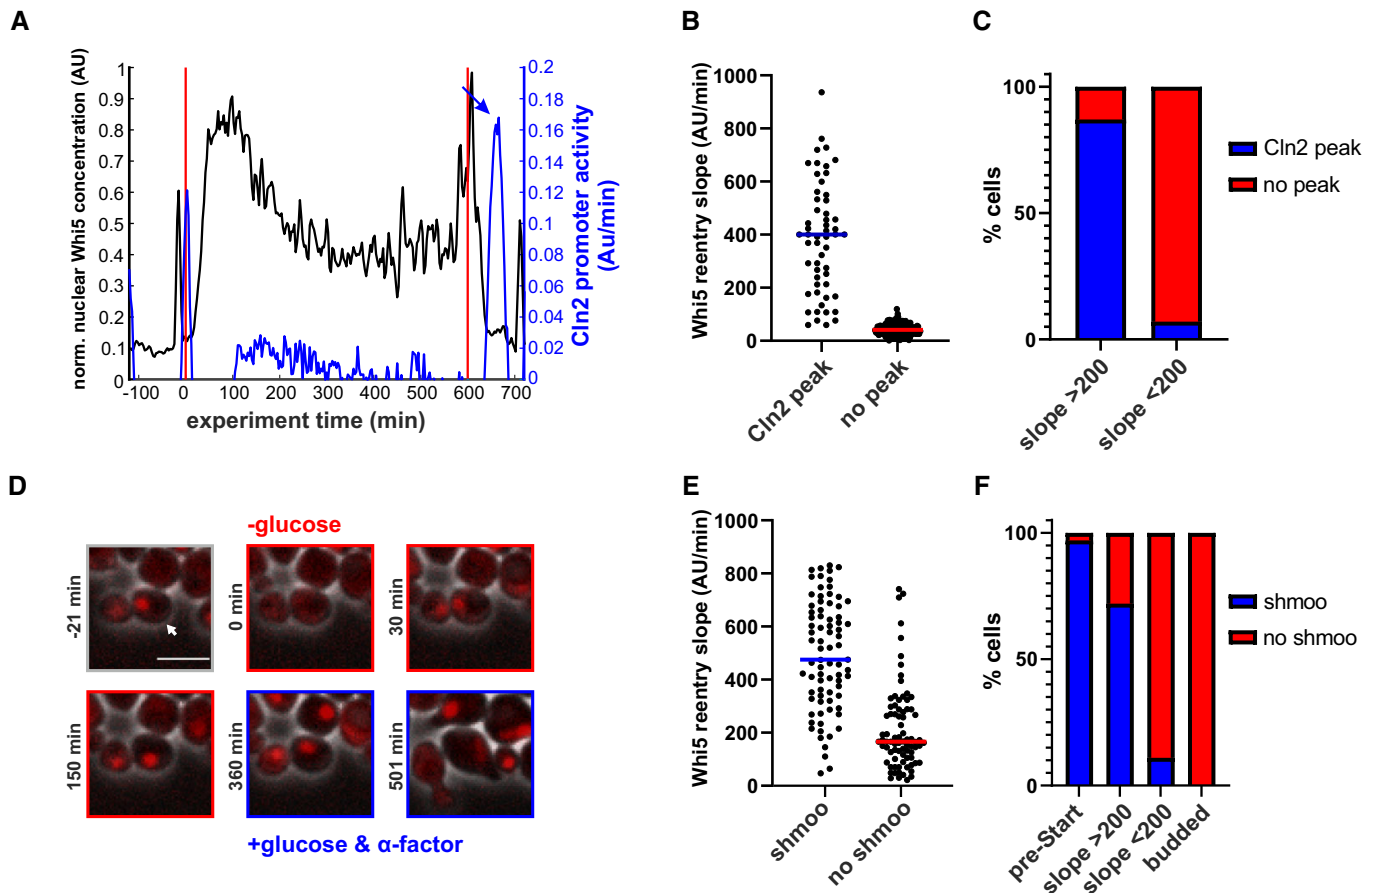 A
norm. nuclear Whi5 concentration (AU)
1
0.9
0.8
0.7
0.6
0.5
0.4
0.3
0.2
0.1
0
-100
0
100
200
300
400
500
600
700
experiment time (min)
0.2
0.18
0.16
0.14
0.12
0.1
0.08
0.06
0.04
0.02
0
Cln2 promoter activity
(Au/min)
B
Whi5 reentry slope (AU/min)
1000
800
600
400
200
0
Cln2 peak
no peak
C
% cells
100
50
0
slope >200
slope <200
Cln2 peak
no peak
D
-glucose
-21 min
0 min
30 min
150 min
360 min
501 min
+glucose & α-factor
E
Whi5 reentry slope (AU/min)
1000
800
600
400
200
0
shmoo
no shmoo
F
% cells
100
50
0
pre-Start
slope >200
slope <200
budded
shmoo
no shmoo